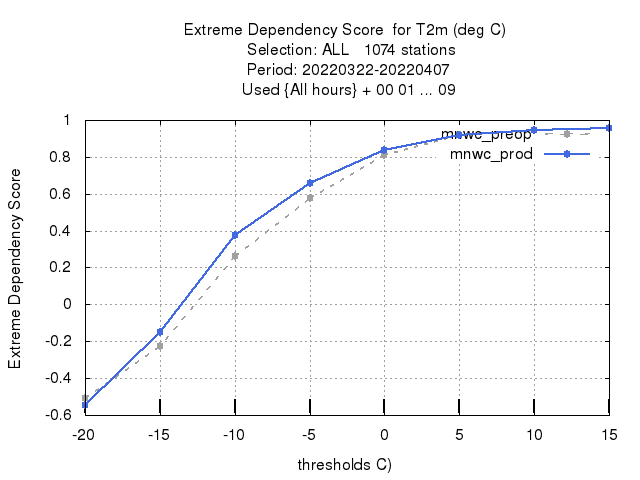 Extreme Dependency Score  for T2m (deg C)
Selection: ALL   1074 stations
Period: 20220322-20220407
Used {All hours} + 00 01 ... 09
mnwc_preop
mnwc_prod
Extreme Dependency Score
1
0.8
0.6
0.4
0.2
0
-0.2
-0.4
-0.6
-20 -15 -10 -5 0 5 10 15
thresholds C)